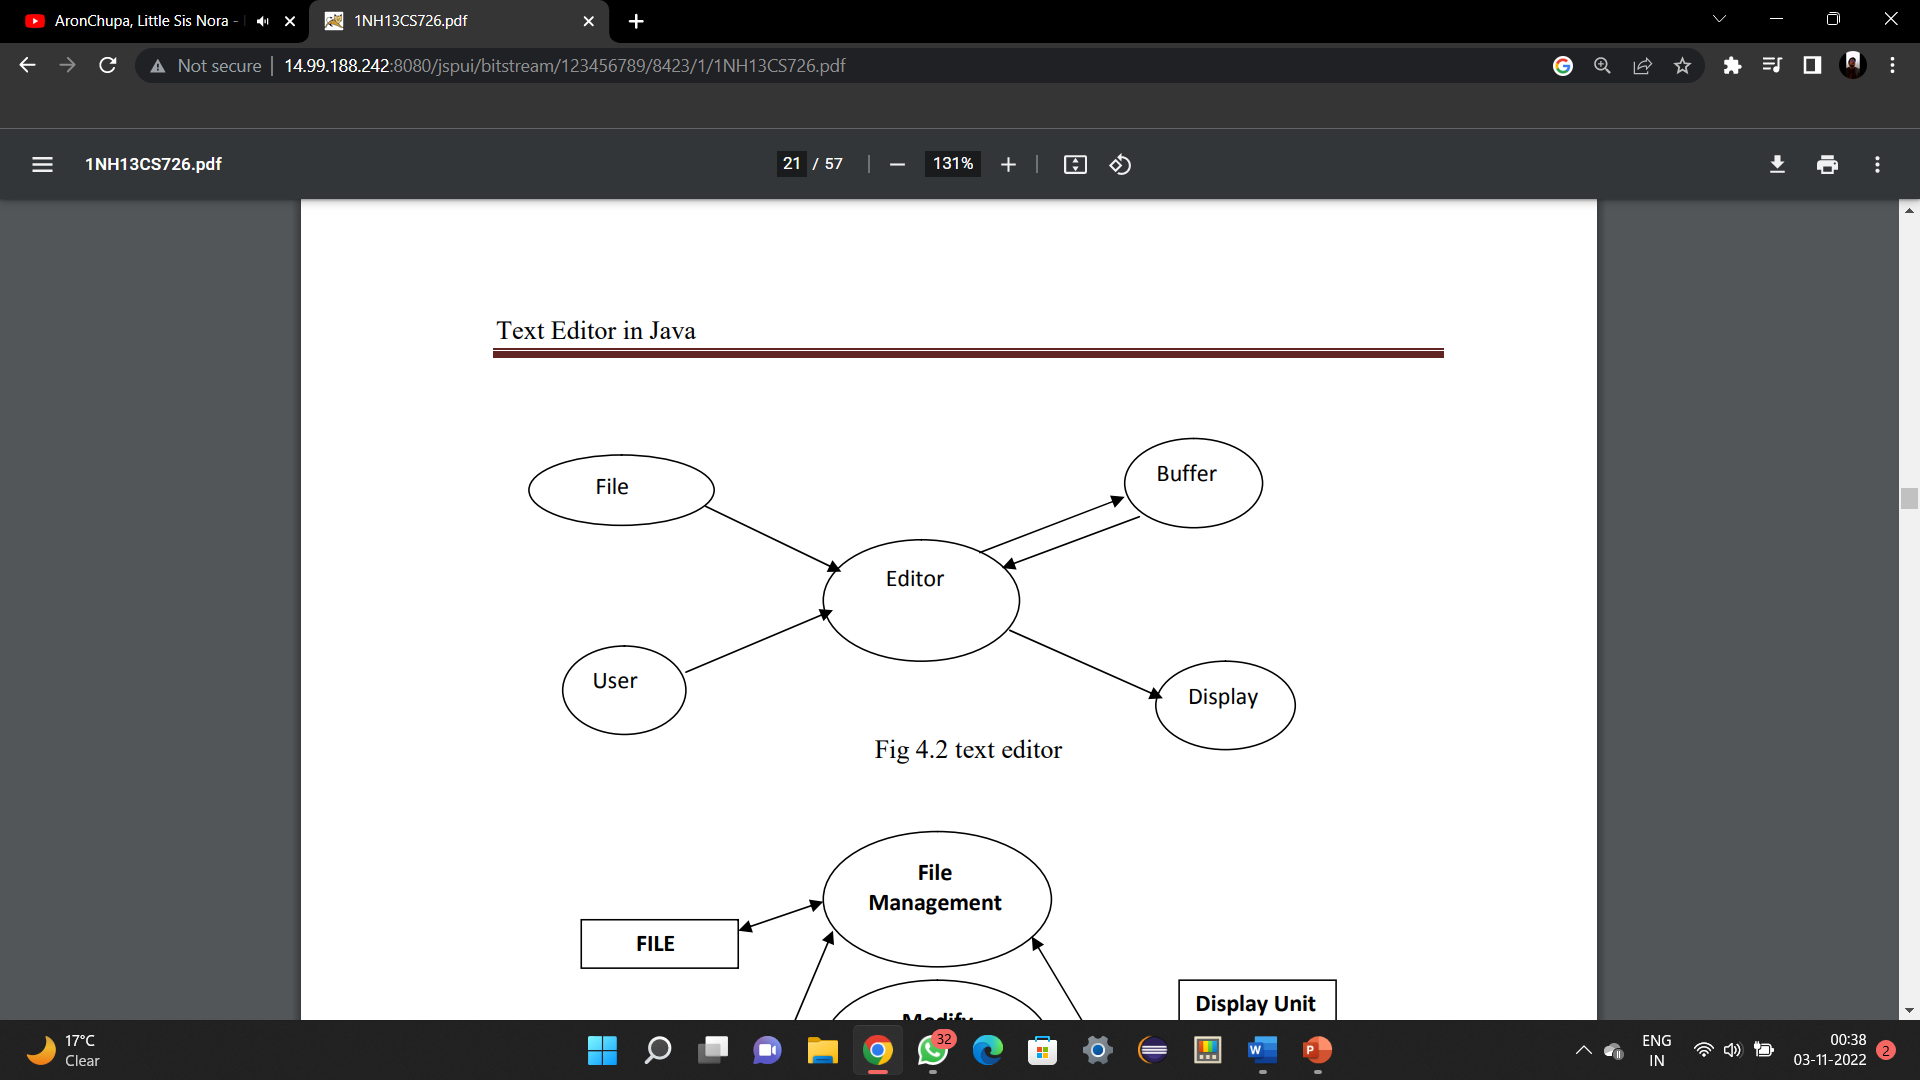 AronChupa, Little Sis Nora -
1NH13CS726.pdf
Not secure
14.99.188.242:8080/jspui/bitstream/123456789/8423/1/1NH13CS726.pdf
1NH13CS726.pdf
21 / 57
131%
Text Editor in Java
File
Buffer
Editor
User
Display
Fig 4.2 text editor
File
Management
FILE
Modify
Display Unit
17°C
Clear
32
W
P
ENG
IN
00:38
03-11-2022
2